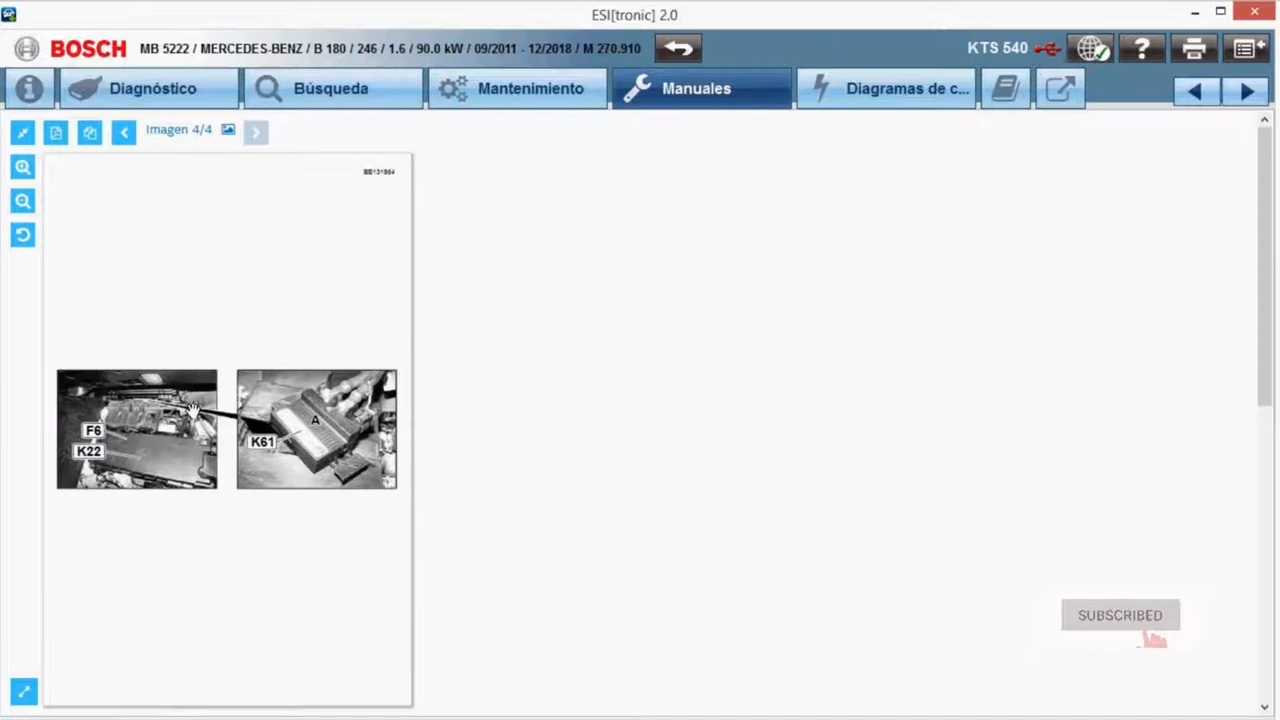 ESI[tronic] 2.0
BOSCH MB 5222 / MERCEDES-BENZ / B 180 / 246 / 1.6 / 90.0 kW / 09/2011 - 12/2018 / M 270.910 KTS 540
Diagnóstico Búsqueda Mantenimiento Manuales Diagramas de c...
Imagen 4/4
F6
K22
A
K61
SUBSCRIBED